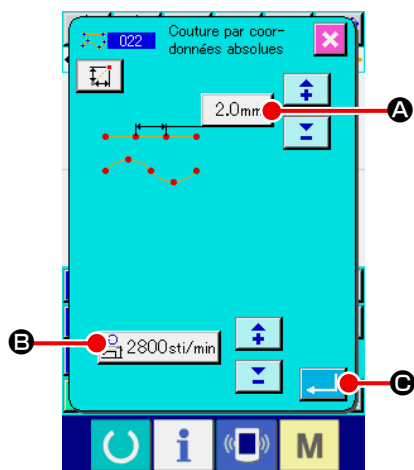 022
Couture par coor-
données absolues
2.0mm
A
B
2800sti/min
C
i
M